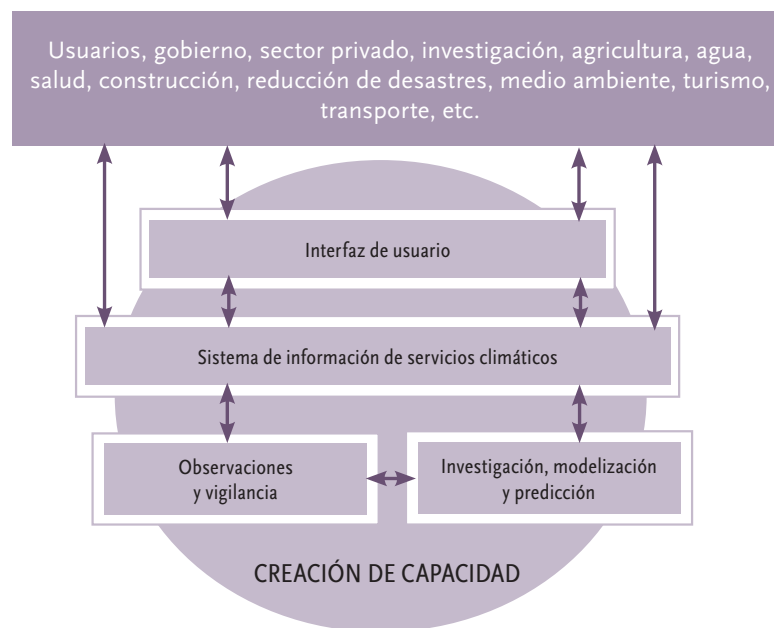 Usuarios, gobierno, sector privado, investigación, agricultura, agua,
salud, construcción, reducción de desastres, medio ambiente, turismo,
transporte, etc.
Interfaz de usuario
Sistema de información de servicios climáticos
Observaciones
y vigilancia
Investigación, modelización
y predicción
CREACIÓN DE CAPACIDAD